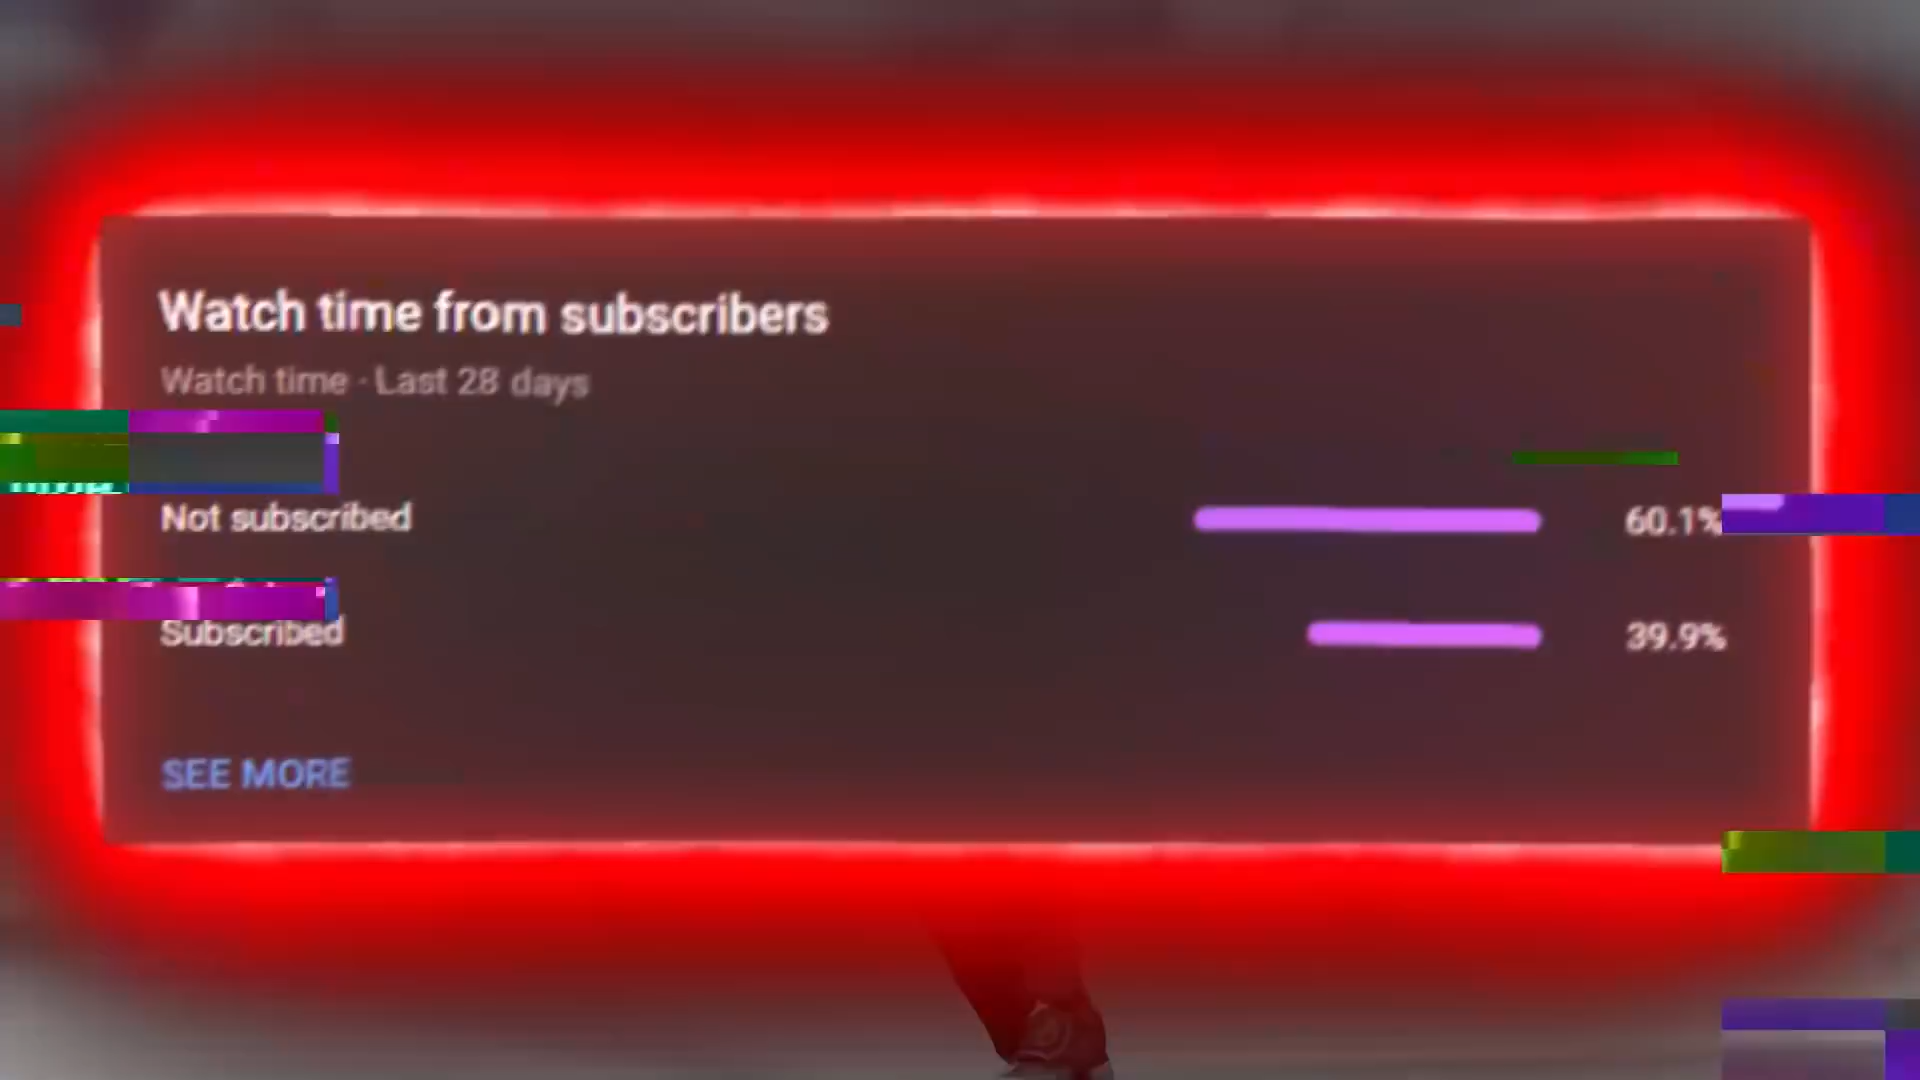 Watch time from subscribers
Watch time · Last 28 days
Not subscribed
60.1%
Subscribed
39.9%
SEE MORE